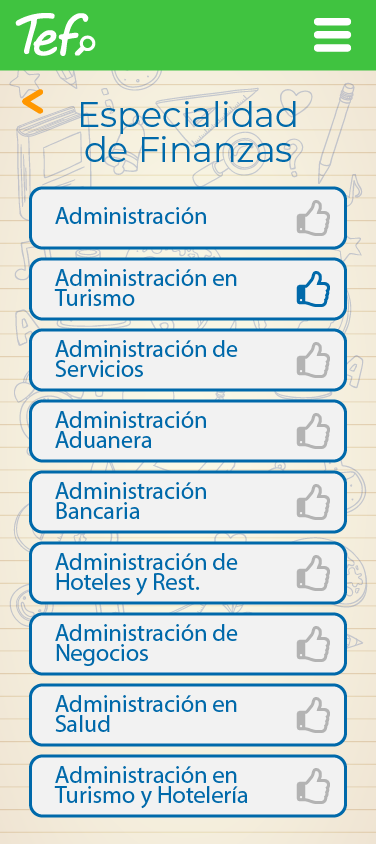 Tef
<
Especialidad
de Finanzas
Administración
Administración en
Turismo
Administración de
Servicios
Administración
Aduanera
Administración
Bancaria
Administración de
Hoteles y Rest.
Administración de
Negocios
Administración en
Salud
Administración en
Turismo y Hotelería